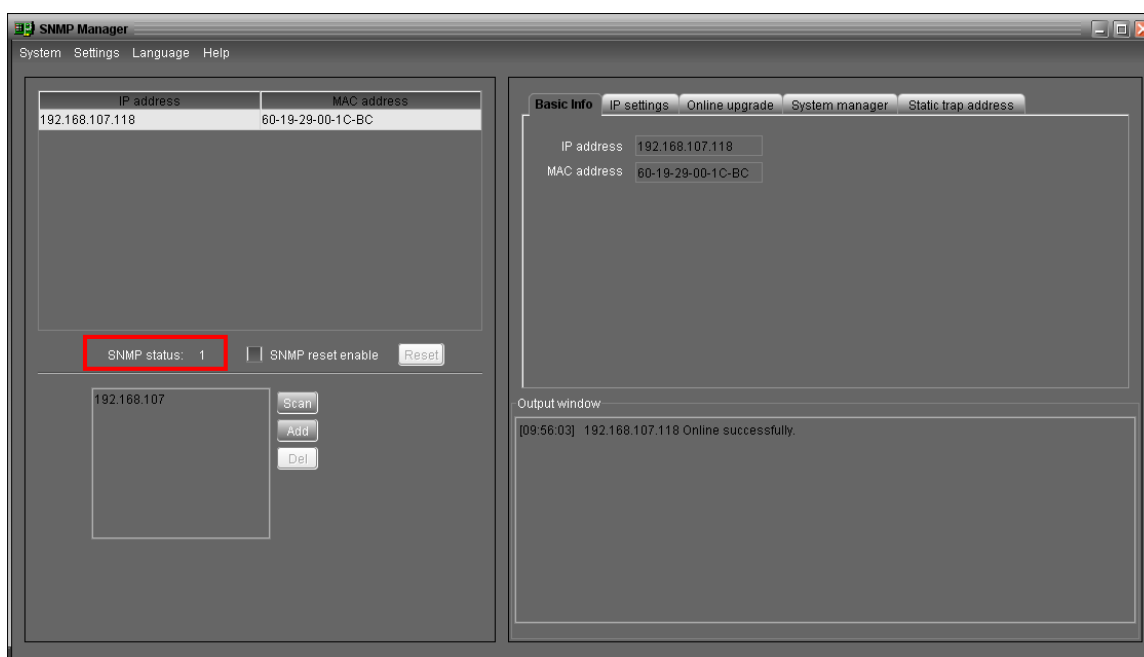 SNMP Manager
System Settings Language Help
IP address MAC address
192.168.107.118 60-19-29-00-1C-BC
SNMP status: 1 SNMP reset enable Reset
192.168.107
Scan
Add
Del
Basic Info IP settings Online upgrade System manager Static trap address
IP address 192.168.107.118
MAC address 60-19-29-00-1C-BC
Output window
[09:56:03] 192.168.107.118 Online successfully.